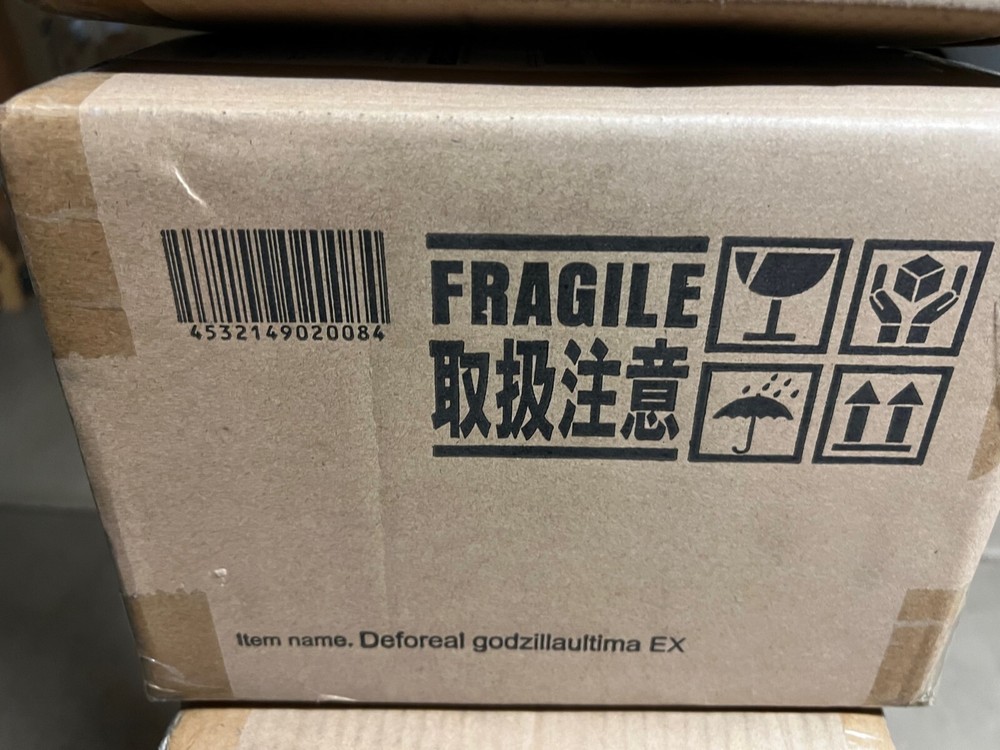 4532149020084
FRAGILE
取扱注意
Item name. Deforeal godzillaultima EX